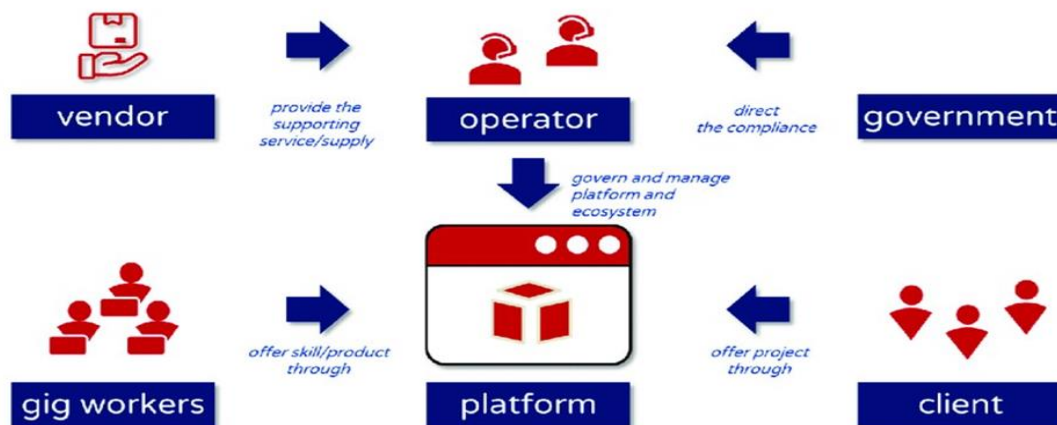 vendor
provide the
supporting
service/supply
operator
direct
the compliance
government
govern and manage
platform and
ecosystem
gig workers
offer skill/product
through
platform
offer project
through
client